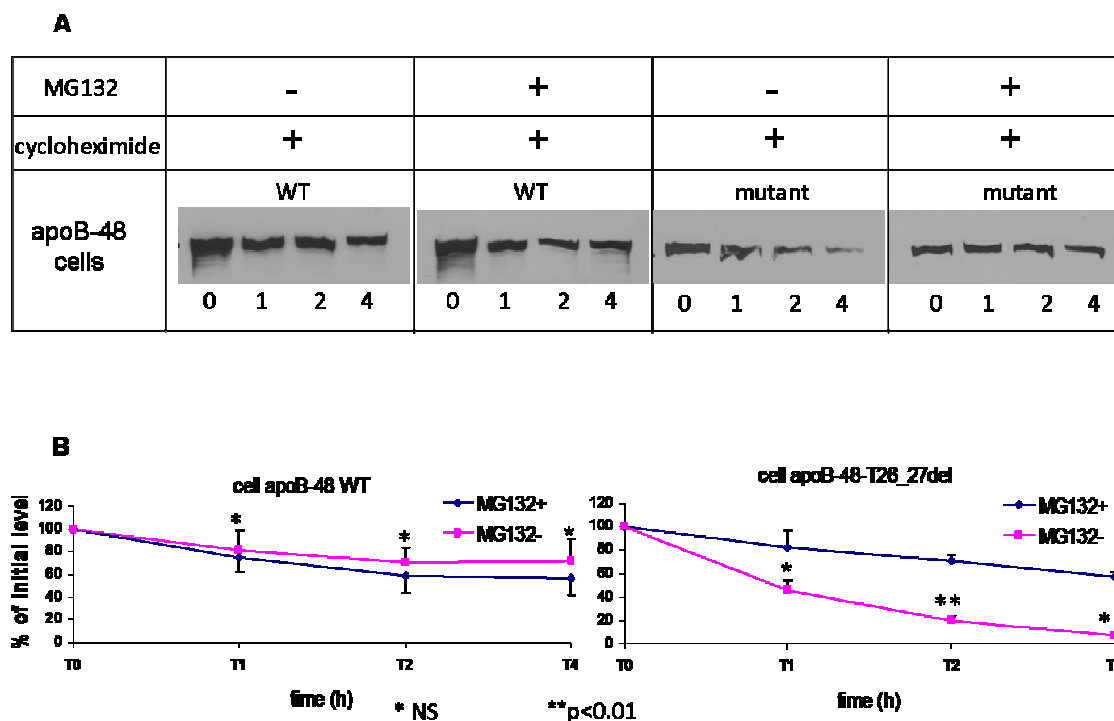 A
MG132 - + - +
cycloheximide + + + +
apoB-48 cells
WT WT mutant mutant
0 1 2 4 0 1 2 4 0 1 2 4 0 1 2 4
B
cell apoB-48 WT
MG132+
MG132-
% of initial level
120
100
80
60
40
20
0
T0 T1 T2 T4
time (h)
* * *
cell apoB-48-T26_27del
MG132+
MG132-
120
100
80
60
40
20
0
T0 T1 T2
time (h)
* ** *
* NS **p<0.01